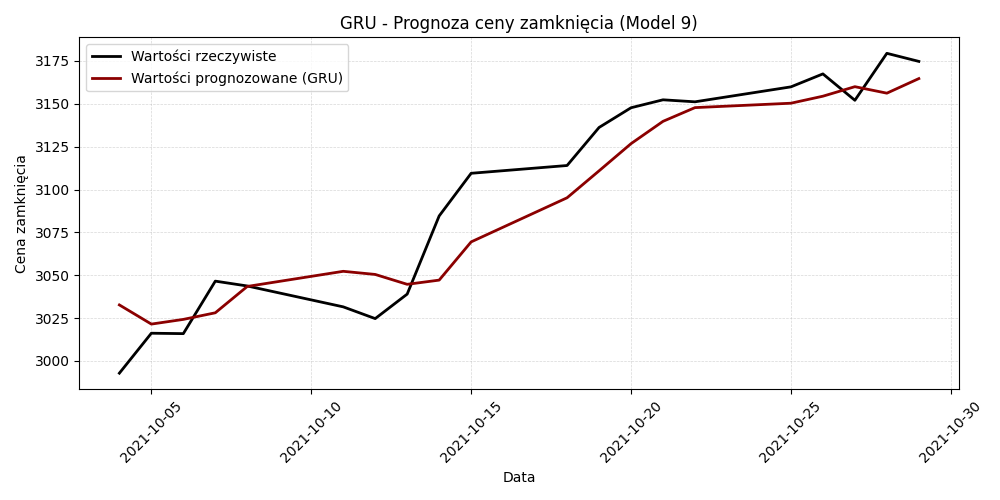 GRU - Prognoza ceny zamknięcia (Model 9)
Wartości rzeczywiste
Wartości prognozowane (GRU)
Cena zamknięcia
3175
3150
3125
3100
3075
3050
3025
3000
2021-10-05
2021-10-10
2021-10-15
2021-10-20
2021-10-25
2021-10-30
Data